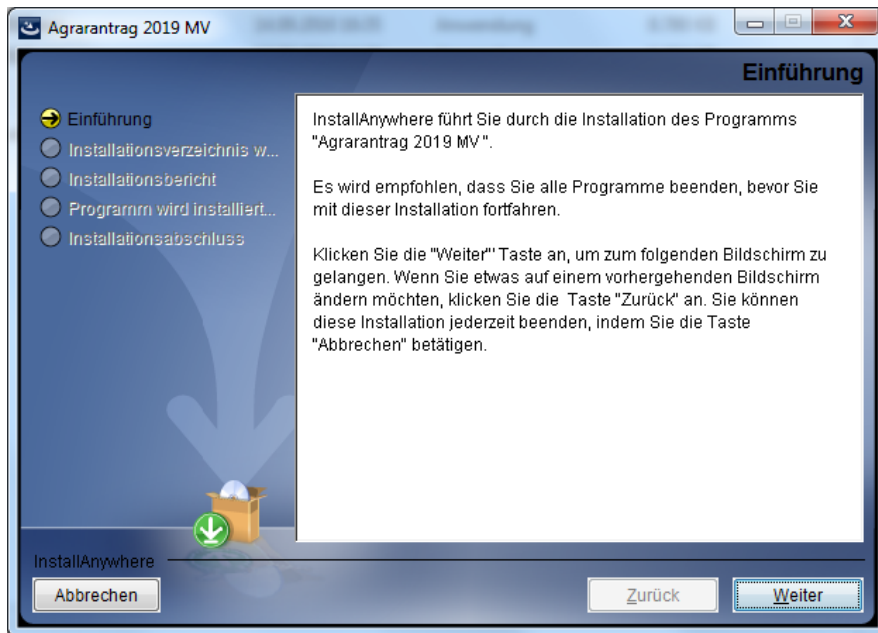 Agrarantrag 2019 MV
Einführung
Einführung
Installationsverzeichnis w...
Installationsbericht
Programm wird installiert...
Installationsabschluss
InstallAnywhere führt Sie durch die Installation des Programms
"Agrarantrag 2019 MV".
Es wird empfohlen, dass Sie alle Programme beenden, bevor Sie
mit dieser Installation fortfahren.
Klicken Sie die "Weiter"' Taste an, um zum folgenden Bildschirm zu
gelangen. Wenn Sie etwas auf einem vorhergehenden Bildschirm
ändern möchten, klicken Sie die  Taste "Zurück" an. Sie können
diese Installation jederzeit beenden, indem Sie die Taste
"Abbrechen" betätigen.
InstallAnywhere
Abbrechen
Zurück
Weiter